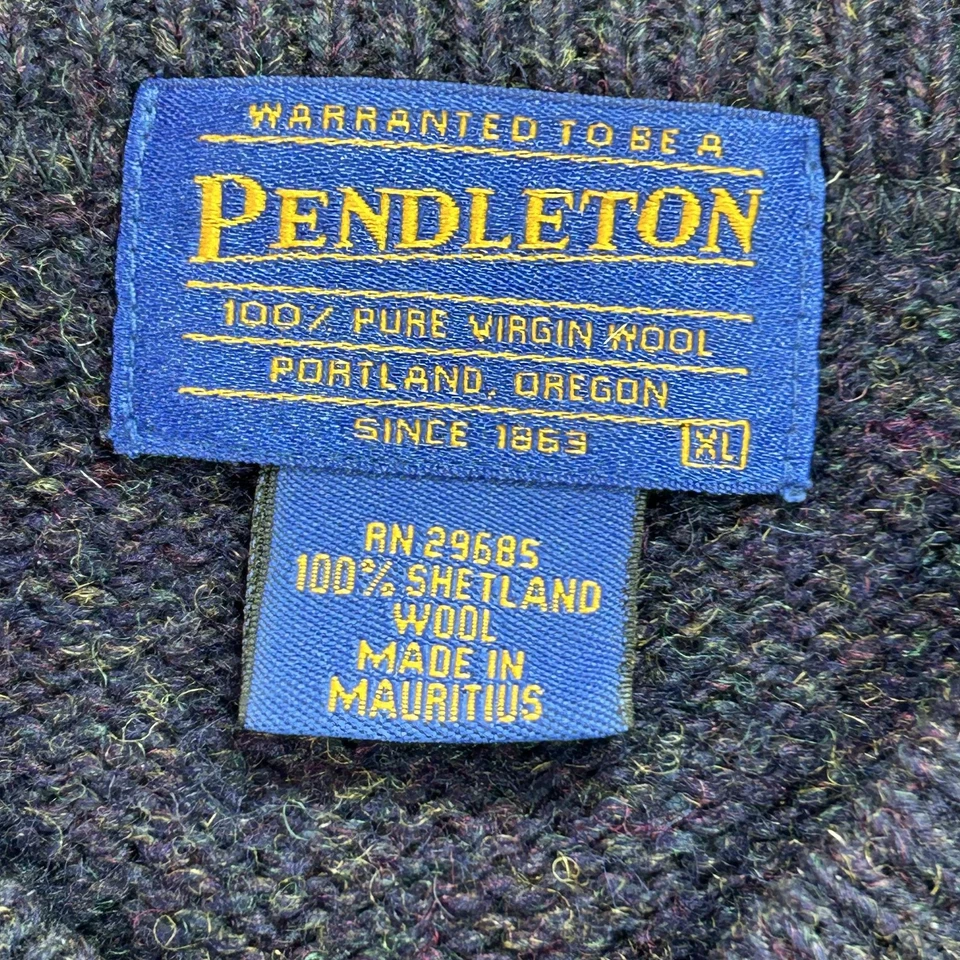 WARRANTED TO BE A
PENDLETON
100% PURE VIRGIN WOOL
PORTLAND, OREGON
SINCE 1863 XL
RN 29685
100% SHETLAND
WOOL
MADE IN
MAURITIUS